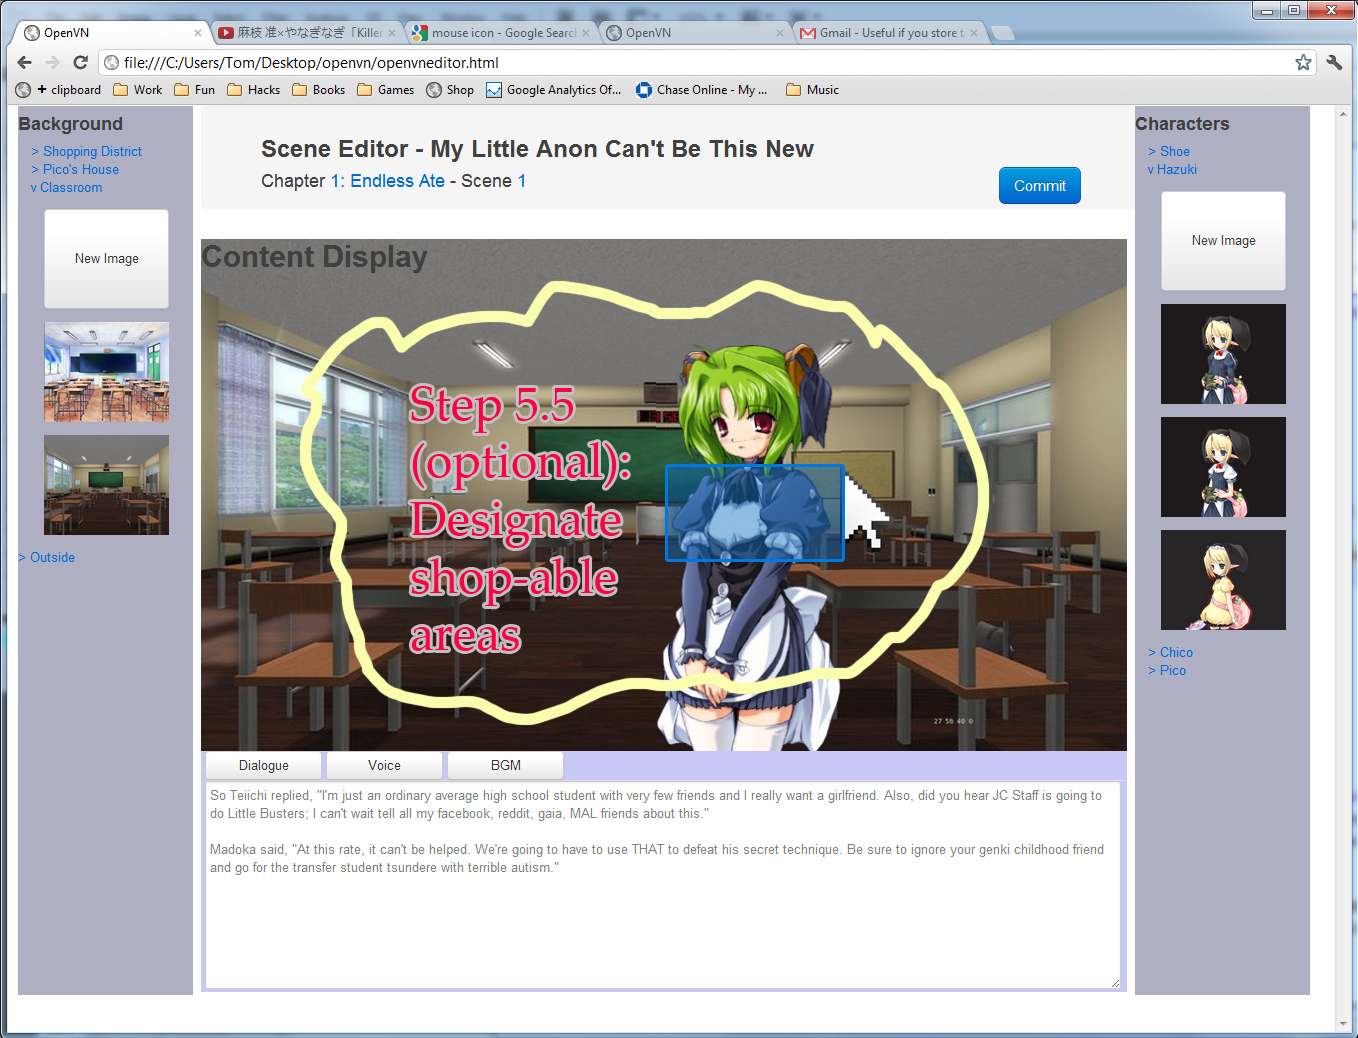 OpenVN
麻枝 准×やなぎなぎ「Killer
mouse icon - Google Search
OpenVN
Gmail - Useful if you store t
file:///C:/Users/Tom/Desktop/openvn/openvneditor.html
+ clipboard
Work
Fun
Hacks
Books
Games
Shop
Google Analytics Of...
Chase Online - My ...
Music
Background
> Shopping District
> Pico's House
v Classroom
New Image
> Outside
Scene Editor - My Little Anon Can't Be This New
Chapter 1: Endless Ate - Scene 1
Commit
Content Display
Step 5.5
(optional):
Designate
shop-able
areas
27 58 40 0
Dialogue
Voice
BGM
So Teiichi replied, "I'm just an ordinary average high school student with very few friends and I really want a girlfriend. Also, did you hear JC Staff is going to
do Little Busters; I can't wait tell all my facebook, reddit, gaia, MAL friends about this."
Madoka said, "At this rate, it can't be helped. We're going to have to use THAT to defeat his secret technique. Be sure to ignore your genki childhood friend
and go for the transfer student tsundere with terrible autism."
Characters
> Shoe
v Hazuki
New Image
> Chico
> Pico